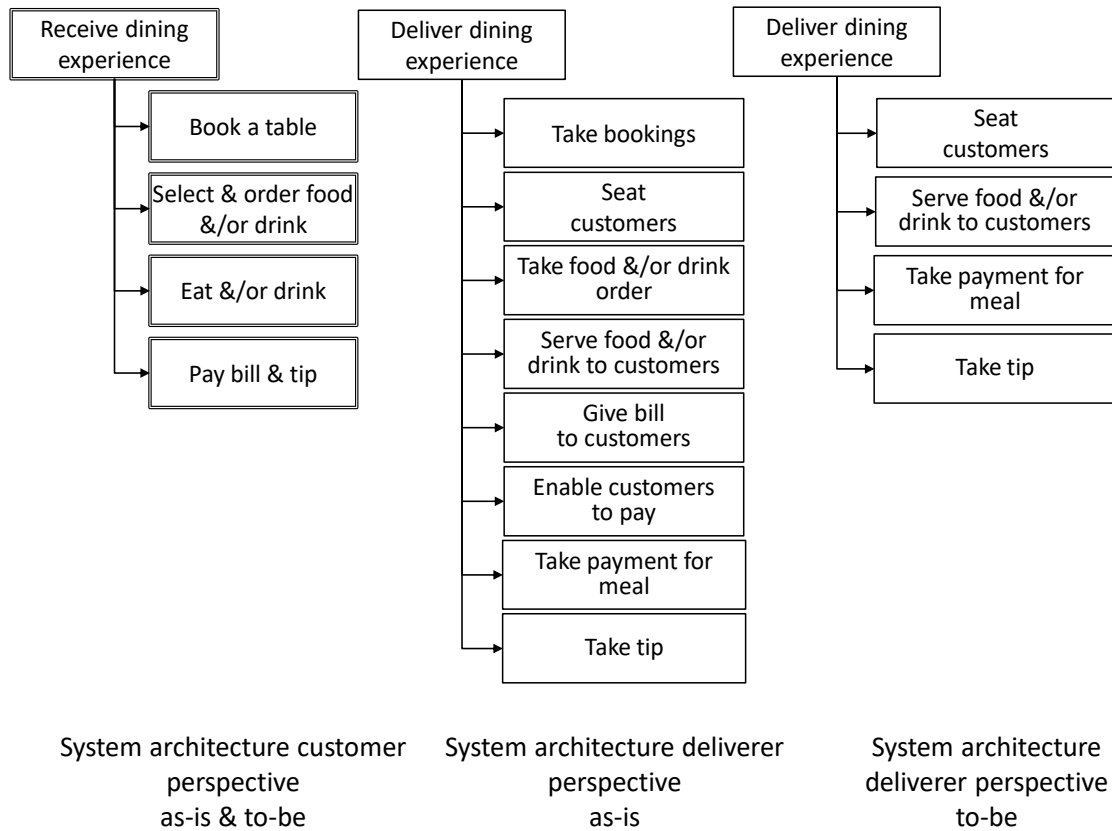 Receive dining
experience
Book a table
Select & order food
&/or drink
Eat &/or drink
Pay bill & tip
Deliver dining
experience
Take bookings
Seat
customers
Take food &/or drink
order
Serve food &/or
drink to customers
Give bill
to customers
Enable customers
to pay
Take payment for
meal
Take tip
Deliver dining
experience
Seat
customers
Serve food &/or
drink to customers
Take payment for
meal
Take tip
System architecture customer
perspective
as-is & to-be
System architecture deliverer
perspective
as-is
System architecture
deliverer perspective
to-be